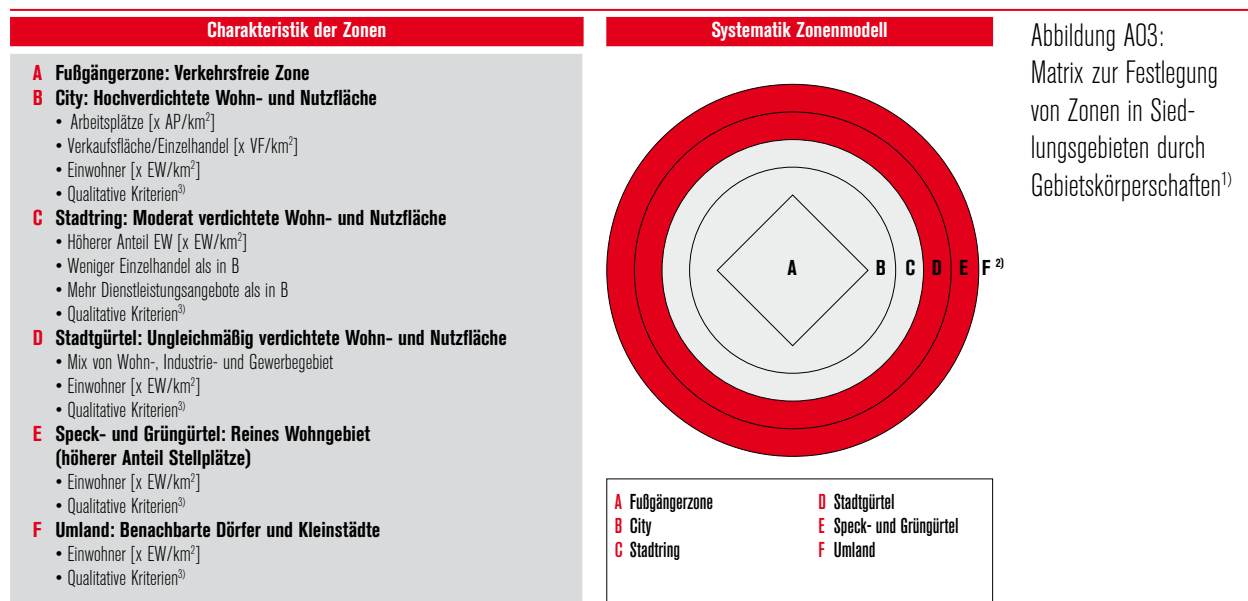 Charakteristik der Zonen
A Fußgängerzone: Verkehrsfreie Zone
B City: Hochverdichtete Wohn- und Nutzfläche
• Arbeitsplätze [x AP/km²]
• Verkaufsfläche/Einzelhandel [x VF/km²]
• Einwohner [x EW/km²]
• Qualitative Kriterien³⁾
C Stadtring: Moderat verdichtete Wohn- und Nutzfläche
• Höherer Anteil EW [x EW/km²]
• Weniger Einzelhandel als in B
• Mehr Dienstleistungsangebote als in B
• Qualitative Kriterien³⁾
D Stadtgürtel: Ungleichmäßig verdichtete Wohn- und Nutzfläche
• Mix von Wohn-, Industrie- und Gewerbegebiet
• Einwohner [x EW/km²]
• Qualitative Kriterien³⁾
E Speck- und Grüngürtel: Reines Wohngebiet
(höherer Anteil Stellplätze)
• Einwohner [x EW/km²]
• Qualitative Kriterien³⁾
F Umland: Benachbarte Dörfer und Kleinstädte
• Einwohner [x EW/km²]
• Qualitative Kriterien³⁾
Systematik Zonenmodell
A B C D E F ²⁾
A Fußgängerzone
B City
C Stadtring
D Stadtgürtel
E Speck- und Grüngürtel
F Umland
Abbildung A03:
Matrix zur Festlegung
von Zonen in Sied-
lungsgebieten durch
Gebietskörperschaften¹⁾